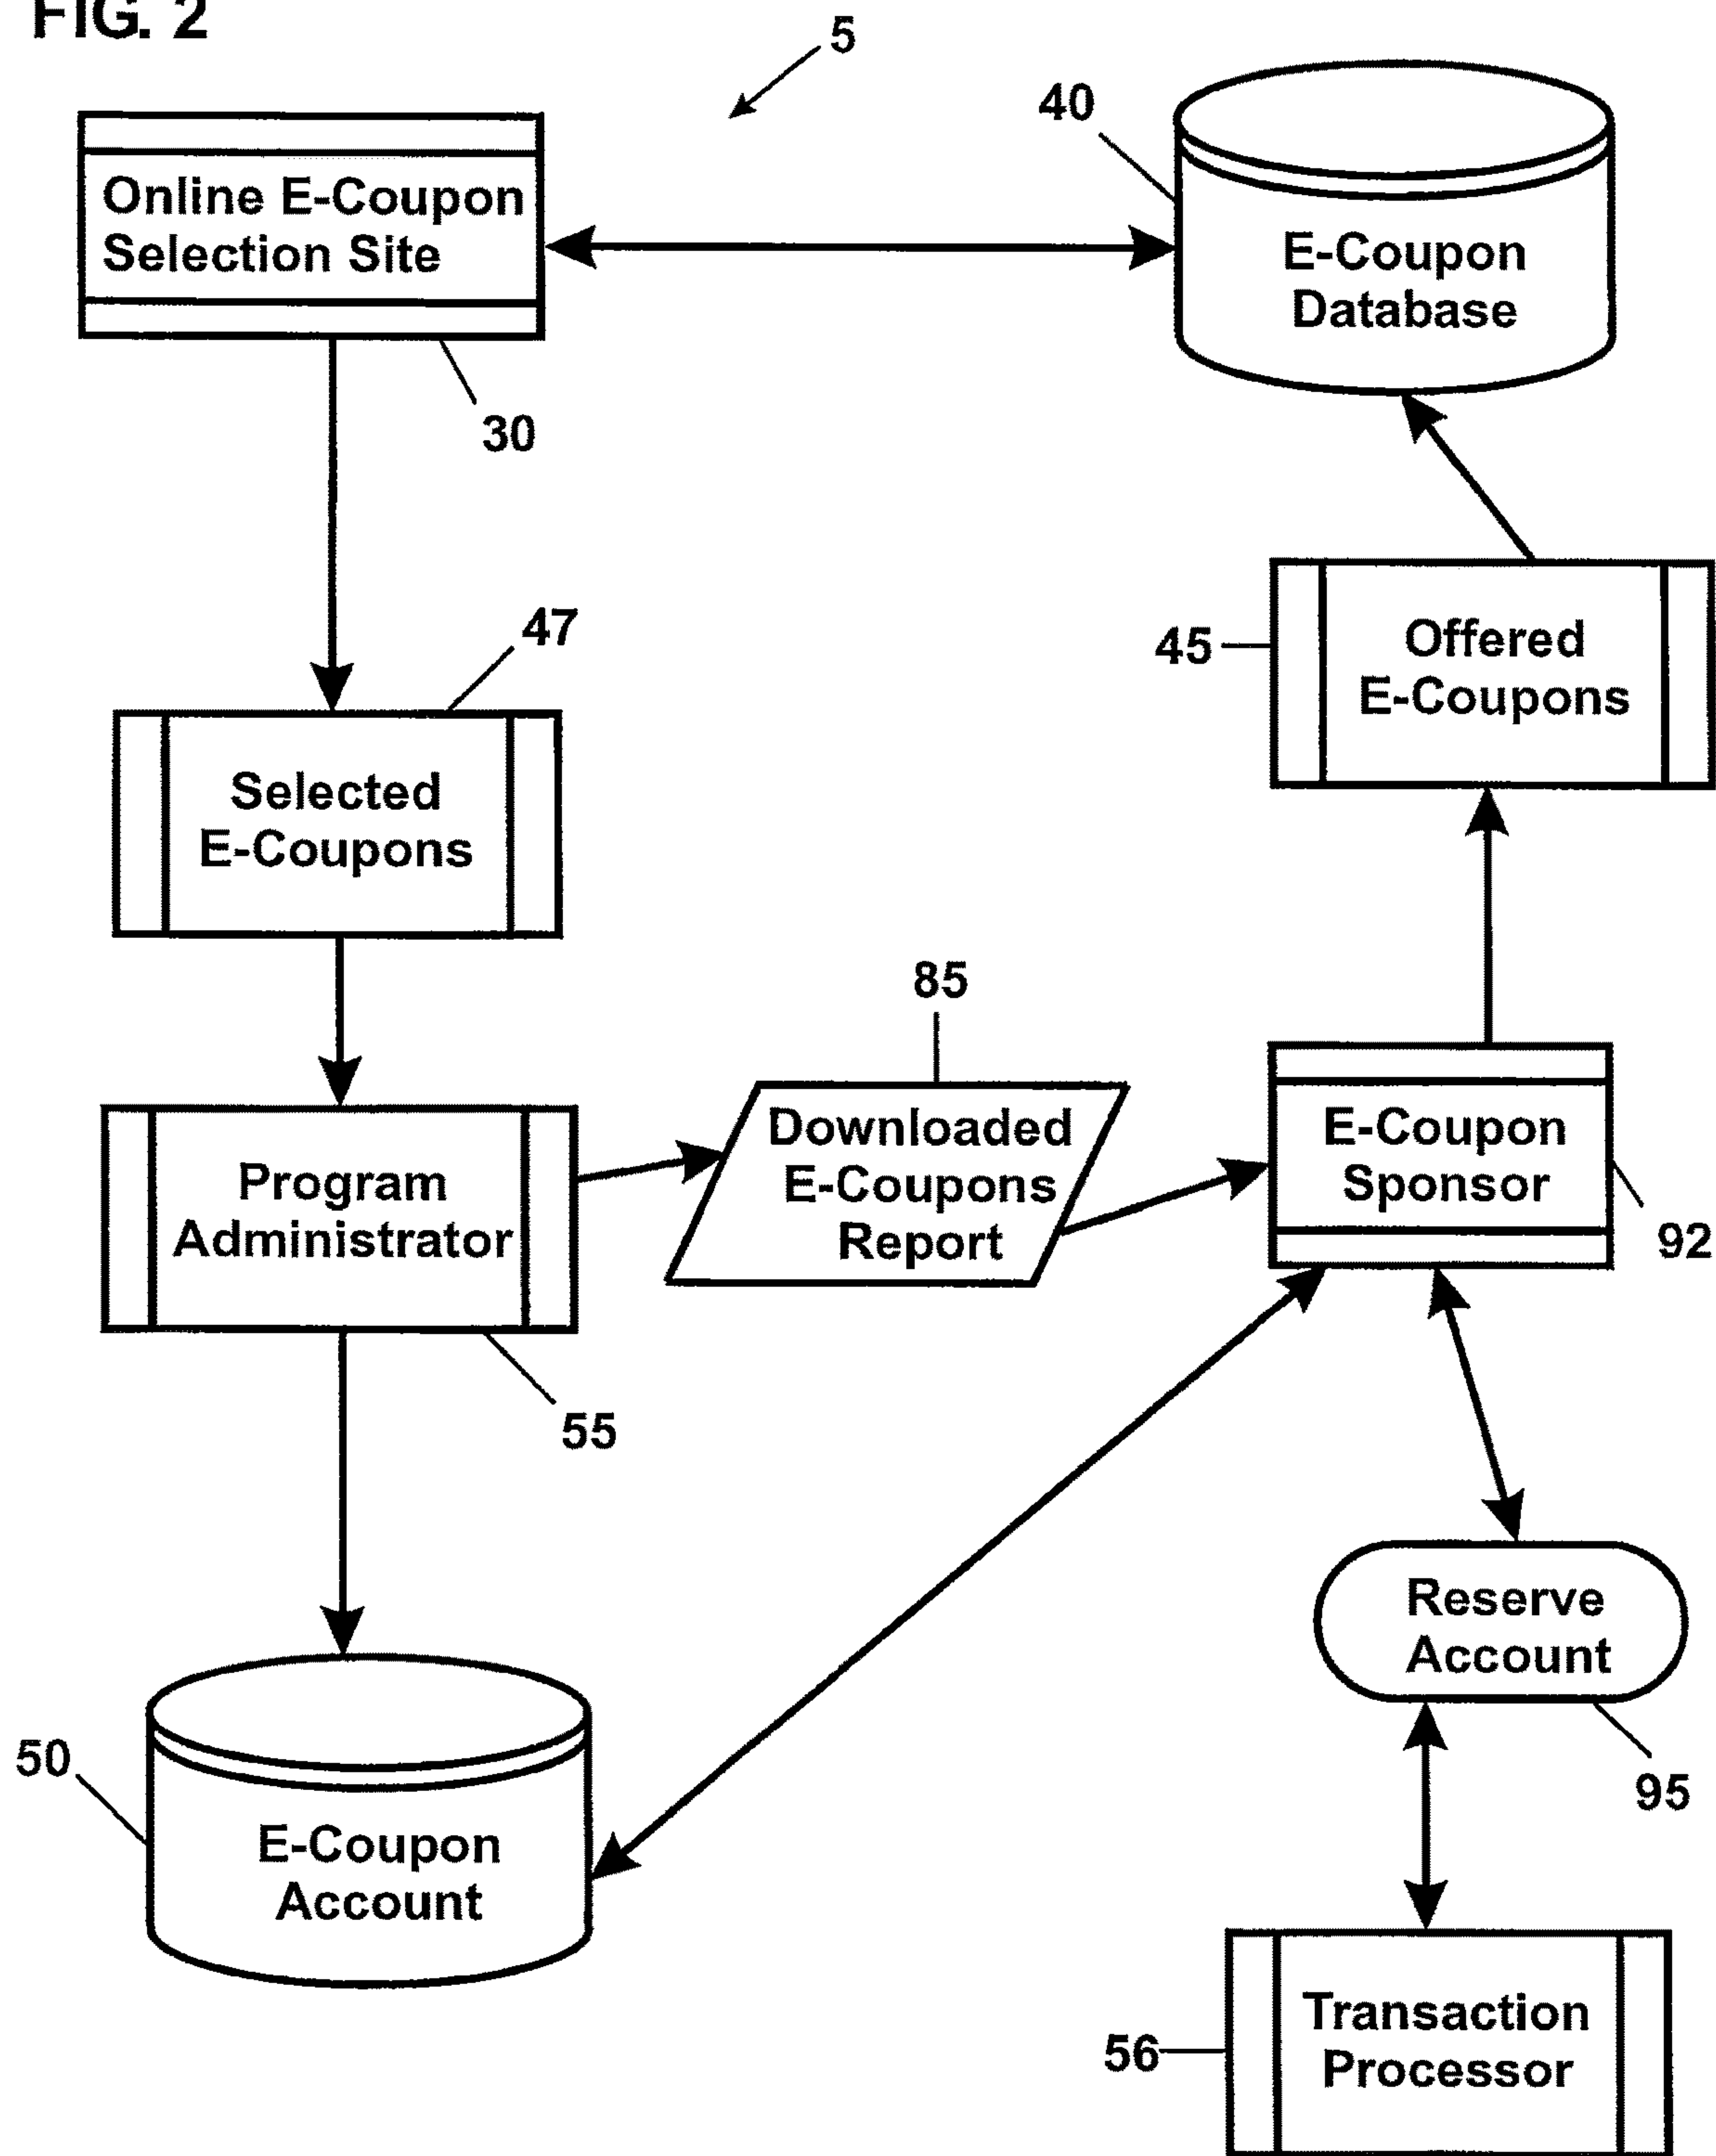 FIG. 2
5
40
Online E-Coupon
Selection Site
E-Coupon
Database
30
47
45
Offered
E-Coupons
Selected
E-Coupons
85
Downloaded
E-Coupons
Report
E-Coupon
Sponsor
92
Program
Administrator
55
Reserve
Account
95
50
E-Coupon
Account
56
Transaction
Processor